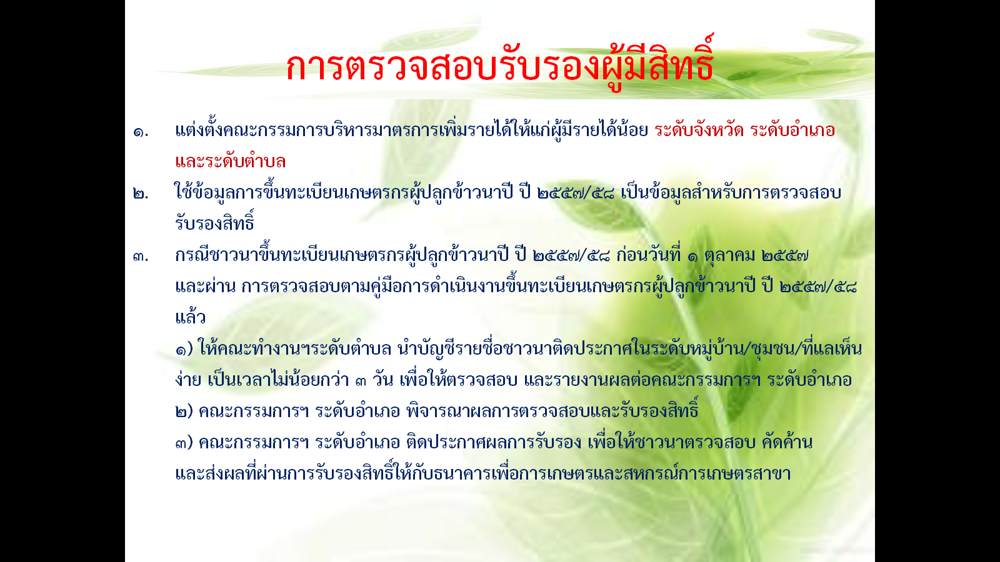 การตรวจสอบรับรองผู้มีสิทธิ์
๑. แต่งตั้งคณะกรรมการบริหารมาตรการเพิ่มรายได้ให้แก่ผู้มีรายได้น้อย ระดับจังหวัด ระดับอำเภอ
และระดับตำบล
๒. ใช้ข้อมูลการขึ้นทะเบียนเกษตรกรผู้ปลูกข้าวนาปี ปี ๒๕๕๗/๕๘ เป็นข้อมูลสำหรับการตรวจสอบ
รับรองสิทธิ์
๓. กรณีชาวนาขึ้นทะเบียนเกษตรกรผู้ปลูกข้าวนาปี ปี ๒๕๕๗/๕๘ ก่อนวันที่ ๑ ตุลาคม ๒๕๕๗
และผ่าน การตรวจสอบตามคู่มือการดำเนินงานขึ้นทะเบียนเกษตรกรผู้ปลูกข้าวนาปี ปี ๒๕๕๗/๕๘
แล้ว
๑) ให้คณะทำงานฯระดับตำบล นำบัญชีรายชื่อชาวนาติดประกาศในระดับหมู่บ้าน/ชุมชน/ที่แลเห็น
ง่าย เป็นเวลาไม่น้อยกว่า ๓ วัน เพื่อให้ตรวจสอบ และรายงานผลต่อคณะกรรมการฯ ระดับอำเภอ
๒) คณะกรรมการฯ ระดับอำเภอ พิจารณาผลการตรวจสอบและรับรองสิทธิ์
๓) คณะกรรมการฯ ระดับอำเภอ ติดประกาศผลการรับรอง เพื่อให้ชาวนาตรวจสอบ คัดค้าน
และส่งผลที่ผ่านการรับรองสิทธิ์ให้กับธนาคารเพื่อการเกษตรและสหกรณ์การเกษตรสาขา